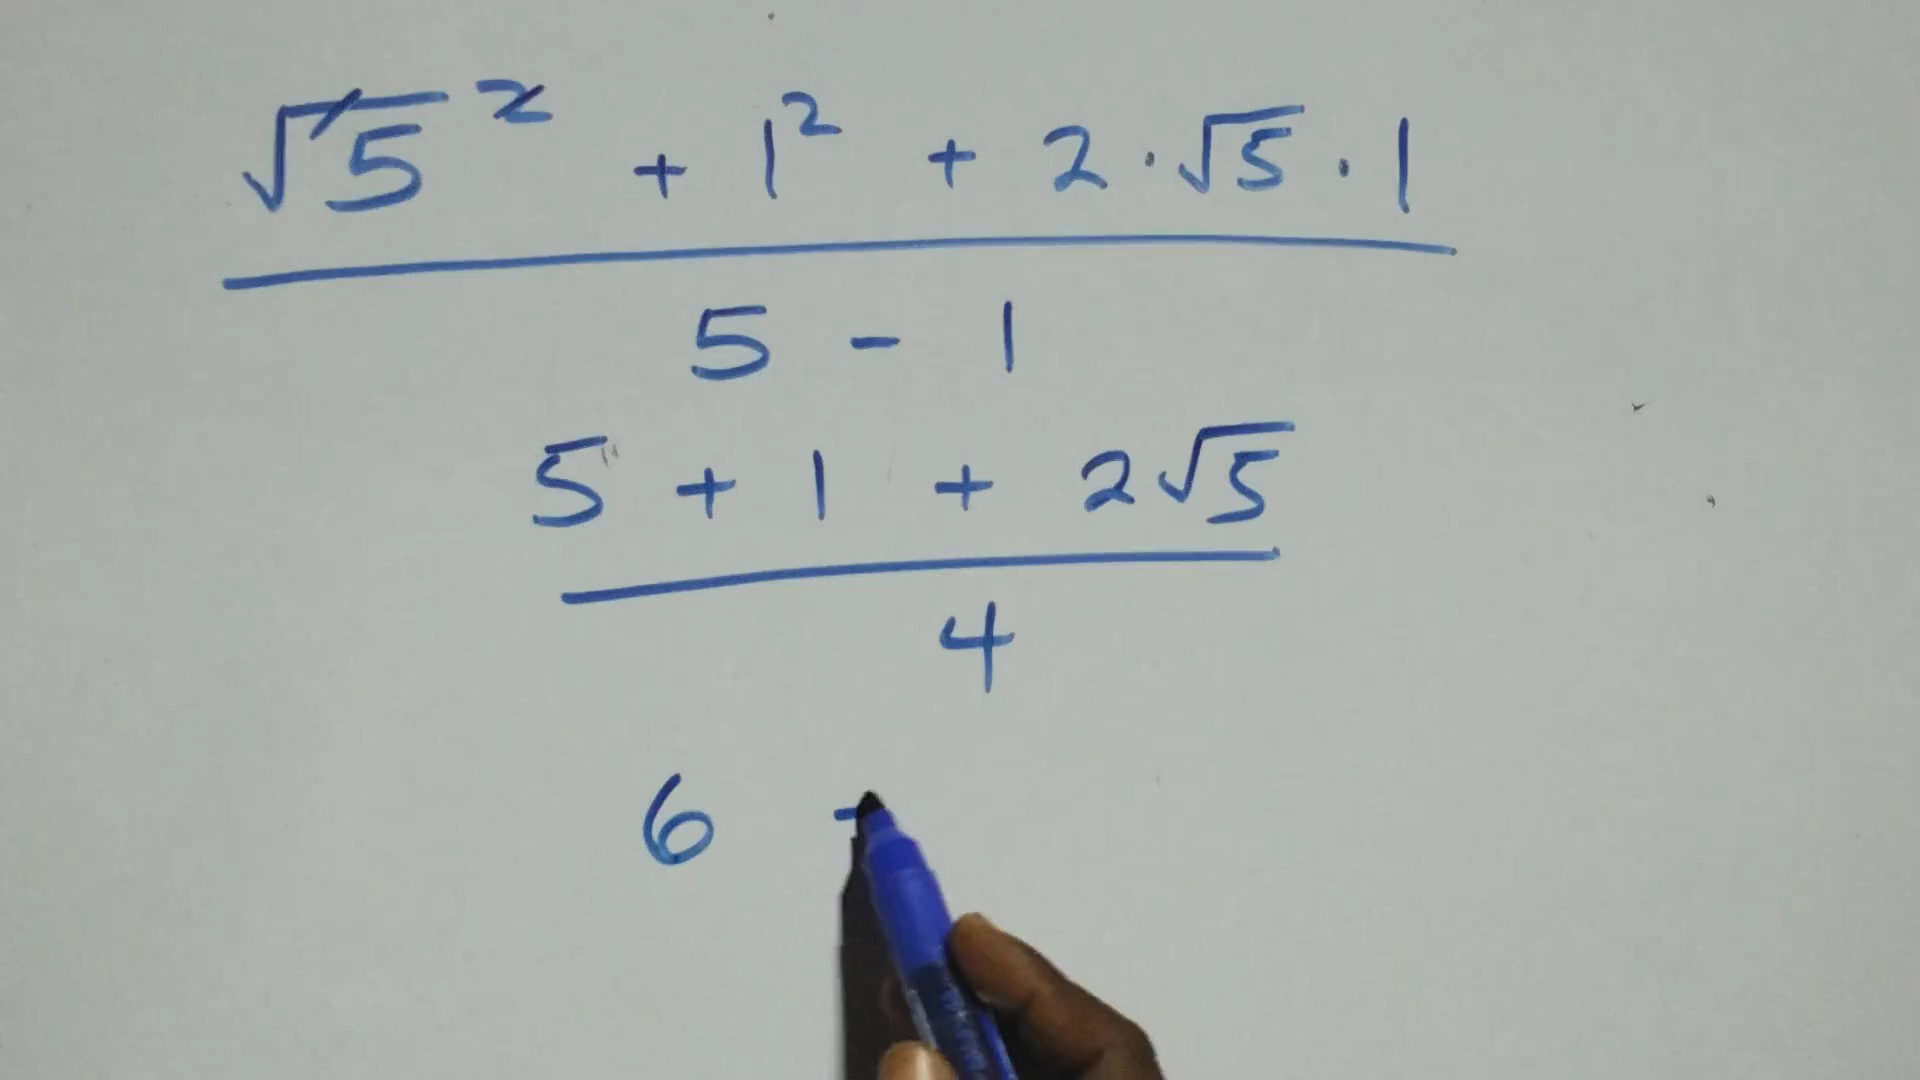 √5² + 1² + 2·√5·1
5 - 1
5 + 1 + 2√5
4
6 -